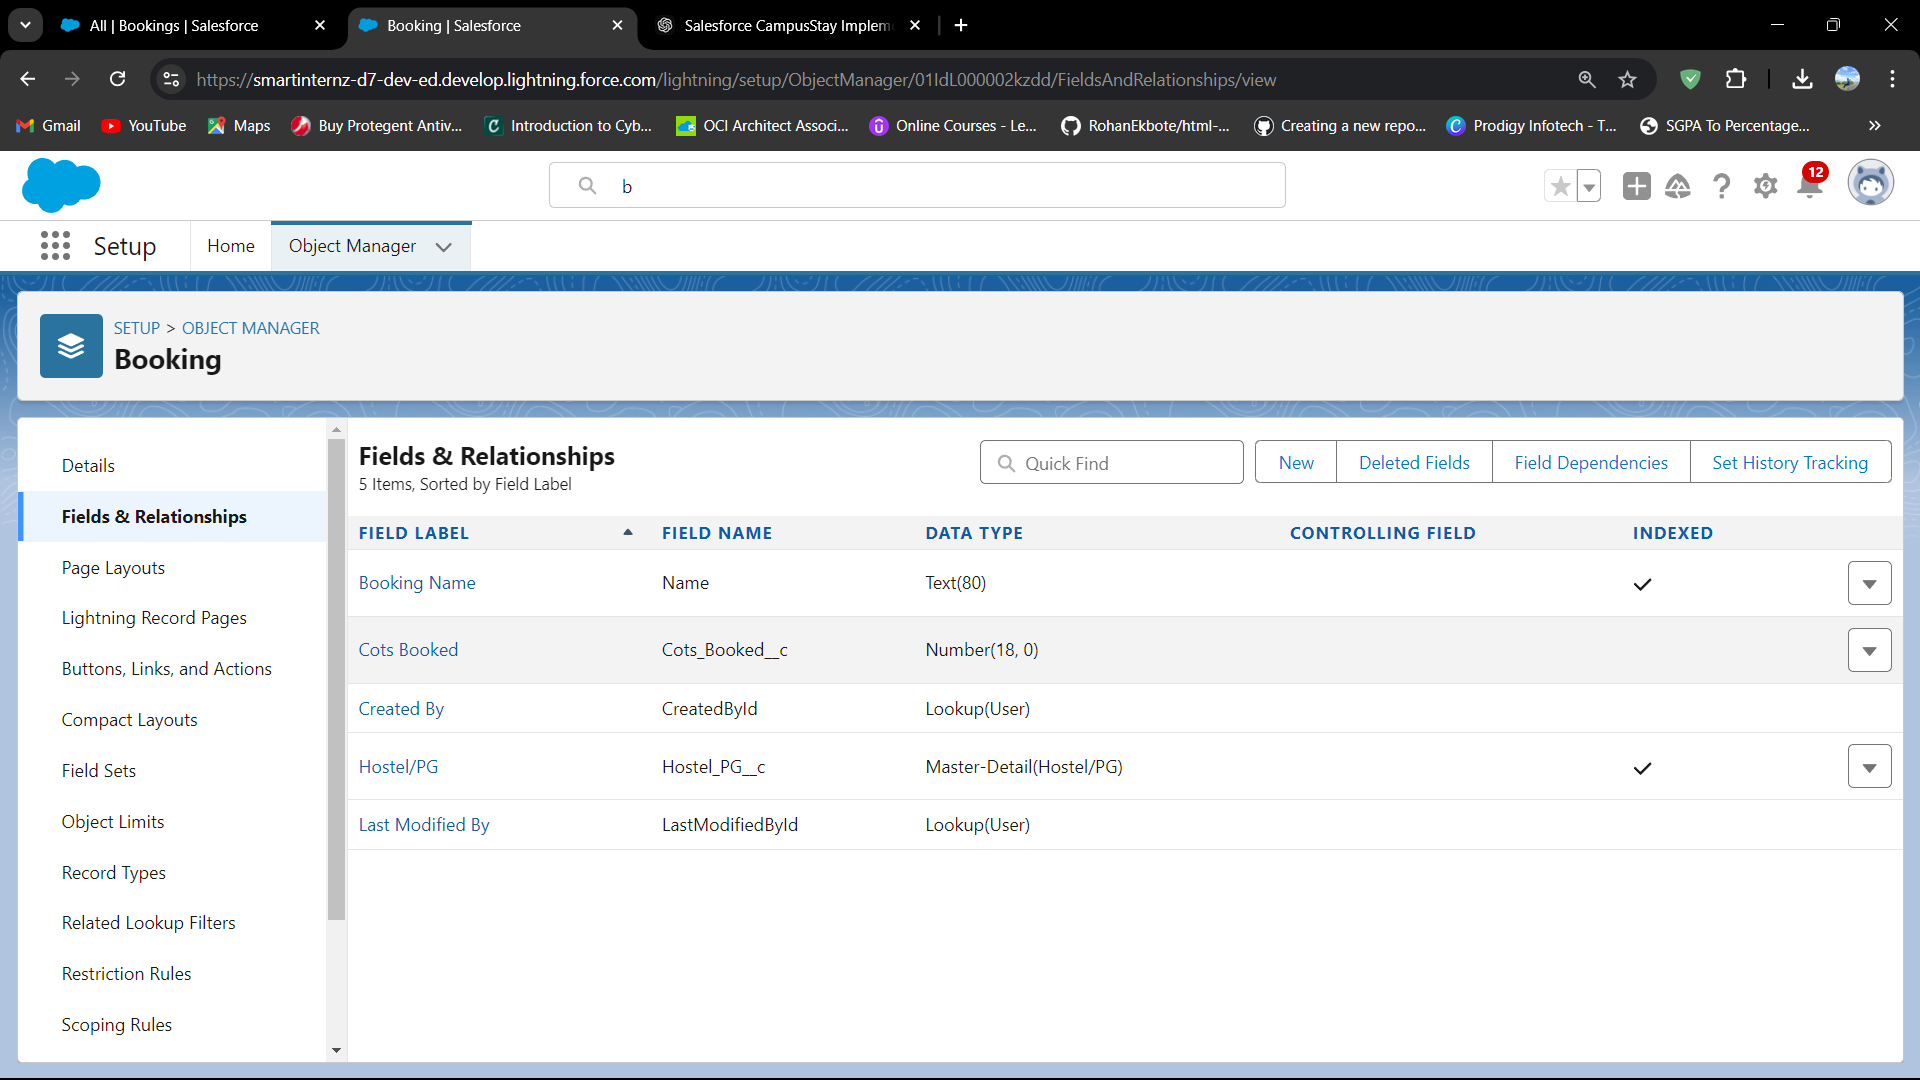 All | Bookings | Salesforce
Booking | Salesforce
Salesforce CampusStay Implem
https://smartinternz-d7-dev-ed.develop.lightning.force.com/lightning/setup/ObjectManager/01IdL000002kzdd/FieldsAndRelationships/view
Gmail YouTube Maps Buy Protegent Antiv... Introduction to Cyb... OCI Architect Associ... Online Courses - Le... RohanEkbote/html-... Creating a new repo... Prodigy Infotech - T... SGPA To Percentage...
b
12
Setup Home Object Manager
SETUP > OBJECT MANAGER
Booking
Details
Fields & Relationships
Page Layouts
Lightning Record Pages
Buttons, Links, and Actions
Compact Layouts
Field Sets
Object Limits
Record Types
Related Lookup Filters
Restriction Rules
Scoping Rules
Fields & Relationships
5 Items, Sorted by Field Label
Quick Find
New Deleted Fields Field Dependencies Set History Tracking
FIELD LABEL FIELD NAME DATA TYPE CONTROLLING FIELD INDEXED
Booking Name Name Text(80)
Cots Booked Cots_Booked__c Number(18, 0)
Created By CreatedById Lookup(User)
Hostel/PG Hostel_PG__c Master-Detail(Hostel/PG)
Last Modified By LastModifiedById Lookup(User)